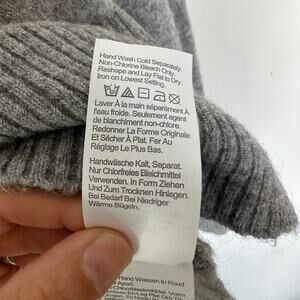 Hand Wash Cold Separately
Non-Chlorine Bleach Only.
Reshape and Lay Flat to Dry.
Iron on Lowest Setting.
Laver À la main séparément à
l'eau froide. Seulement agent
de blanchiment non-chlore.
Redonner La Forme Originale
Et Sécher À Plat. Fer Au
Réglage Le Plus Bas.
Handwäsche Kalt, Separat.
Nur Chlorfreies Bleichmittel
Verwenden. In Form Ziehen
Und Zum Trocknen Hinlegen.
Bei Bedarf Bei Niedriger
Wärme Bügeln.
Hand Wassen In Koud